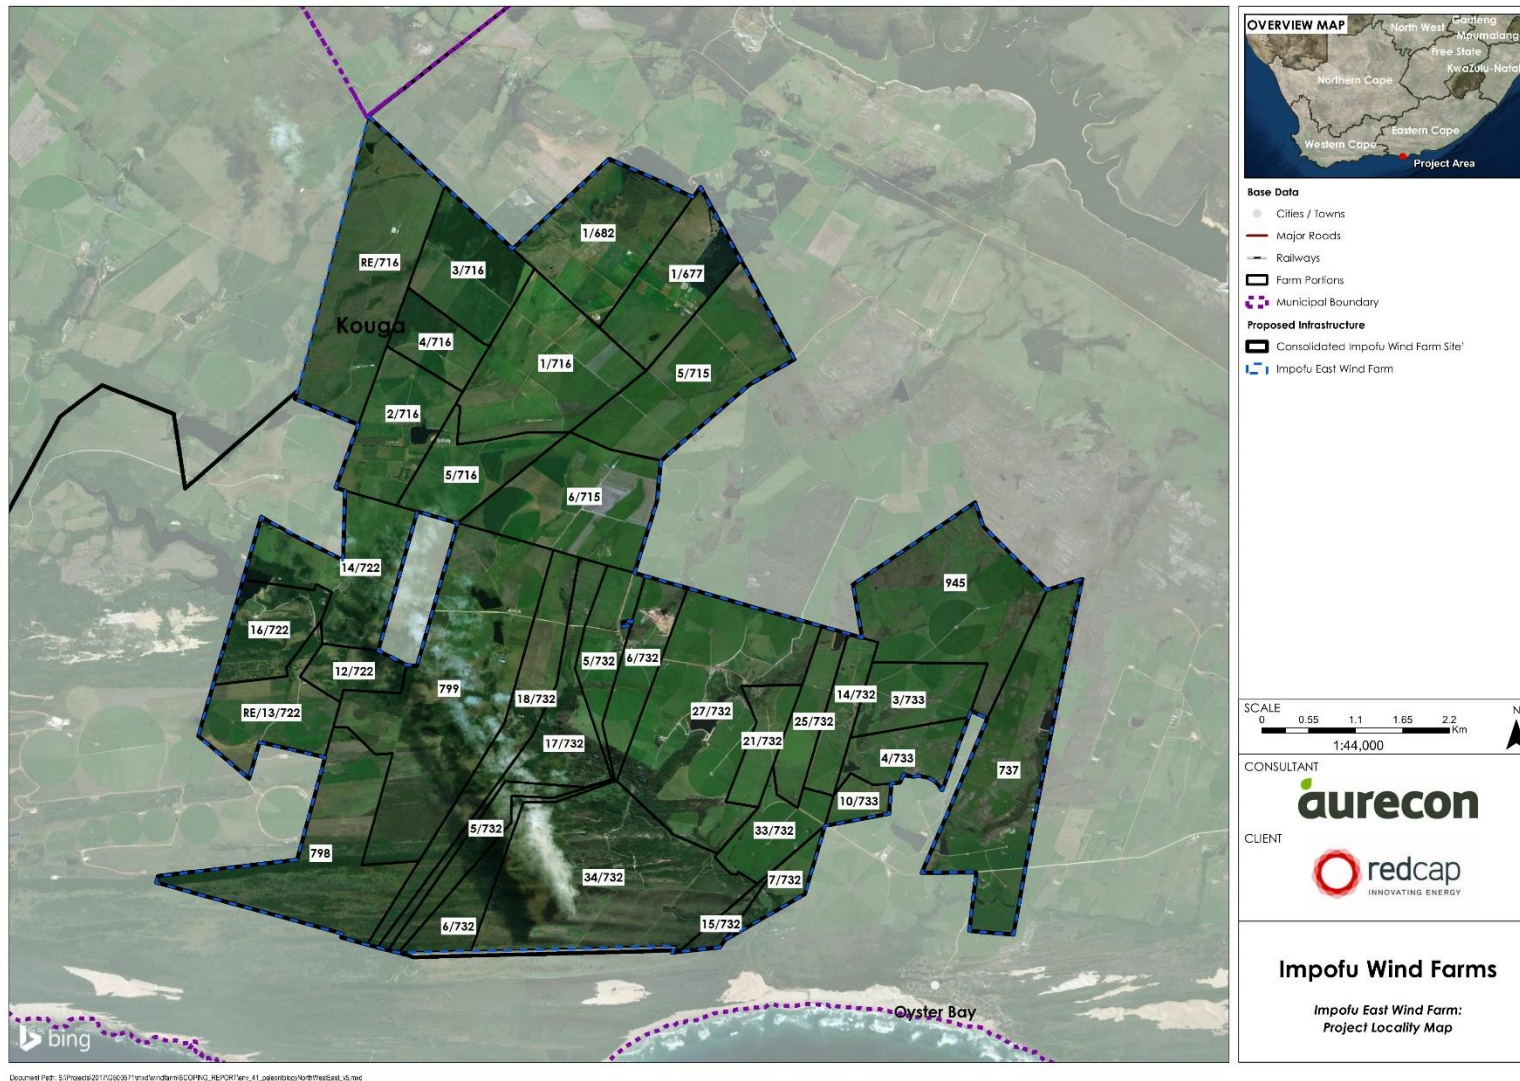 RE/716
3/716
1/682
1/677
Kouga
4/716
1/716
5/715
2/716
5/716
6/715
14/722
945
16/722
12/722
799
18/732
5/732
6/732
14/732
3/733
RE/13/722
17/732
27/732
21/732
25/732
4/733
737
10/733
5/732
33/732
798
34/732
7/732
6/732
15/732
Oyster Bay
bing
OVERVIEW MAP
North West
Gauteng
Mpumalang
Free State
KwaZulu-Natal
Northern Cape
Eastern Cape
Western Cape
Project Area
Base Data
Cities / Towns
Major Roads
Railways
Farm Portions
Municipal Boundary
Proposed Infrastructure
Consolidated Impofu Wind Farm Site'
Impofu East Wind Farm
SCALE
0 0.55 1.1 1.65 2.2
Km
N
1:44,000
CONSULTANT
aurecon
CLIENT
redcap
INNOVATING ENERGY
Impofu Wind Farms
Impofu East Wind Farm:
Project Locality Map